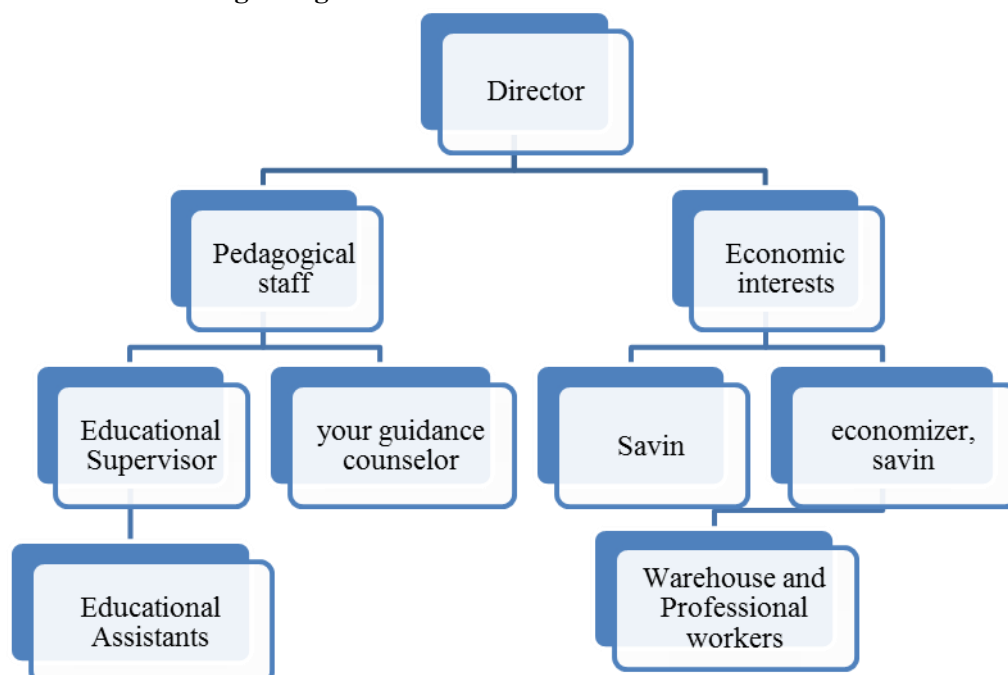 Director
Pedagogical
staff
Economic
interests
Educational
Supervisor
your guidance
counselor
Savin
economizer,
savin
Educational
Assistants
Warehouse and
Professional
workers